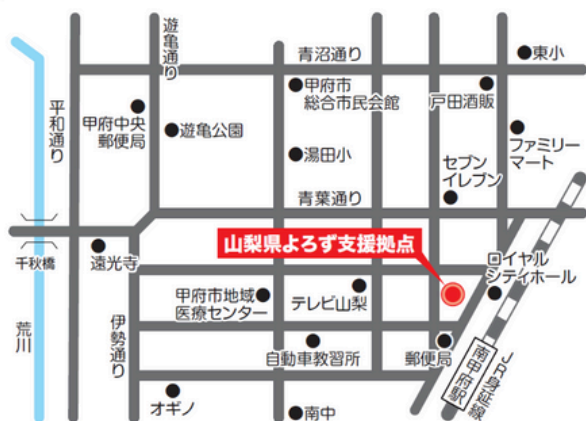 遊亀通り
青沼通り
東小
平和通り
甲府中央
郵便局
遊亀公園
甲府市
総合市民会館
戸田酒販
湯田小
ファミリー
マート
セブン
イレブン
青葉通り
千秋橋
遠光寺
山梨県よろず支援拠点
ロイヤル
シティホール
荒川
伊勢通り
甲府市地域
医療センター
テレビ山梨
自動車教習所
郵便局
JR身延線
南甲府駅
オギノ
南中